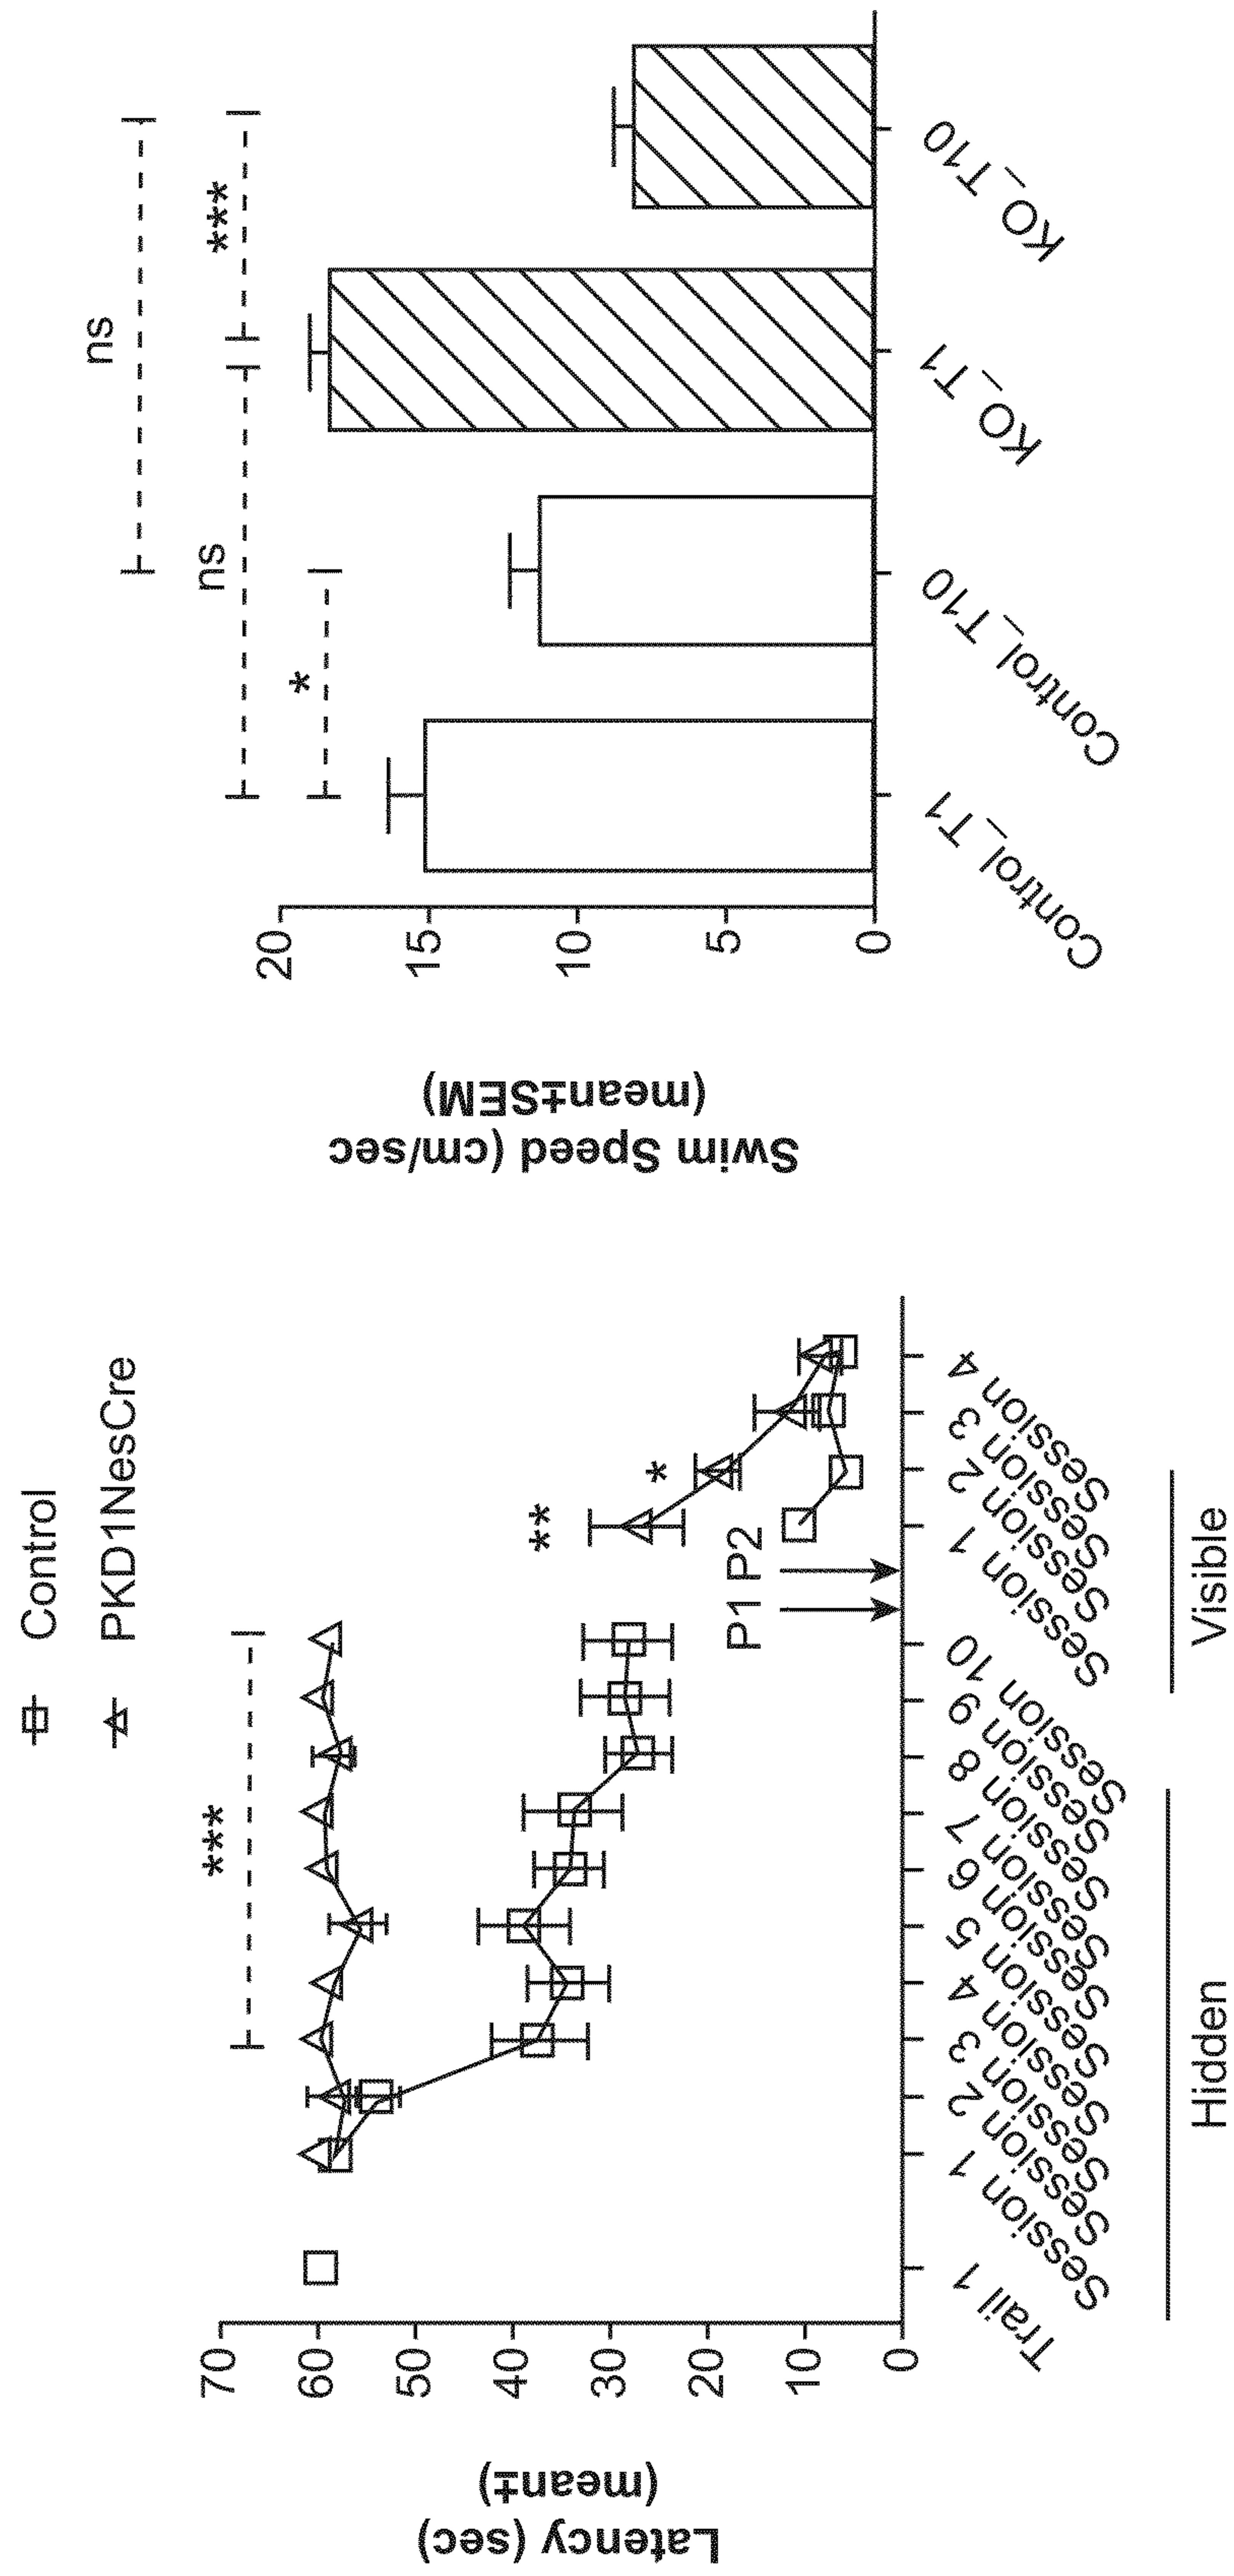 Control
PKD1NesCre
Latency (sec)
(mean±)
70
60
50
40
30
20
10
0
***
**
*
P1 P2
Trail 1
Session 1
Session 2
Session 3
Session 4
Session 5
Session 6
Session 7
Session 8
Session 9
Session 10
Session 1
Session 2
Session 3
Session 4
Hidden
Visible
Swim Speed (cm/sec
(mean±SEM)
20
15
10
5
0
ns
ns
***
*
Control_T1
Control_T10
KO_T1
KO_T10